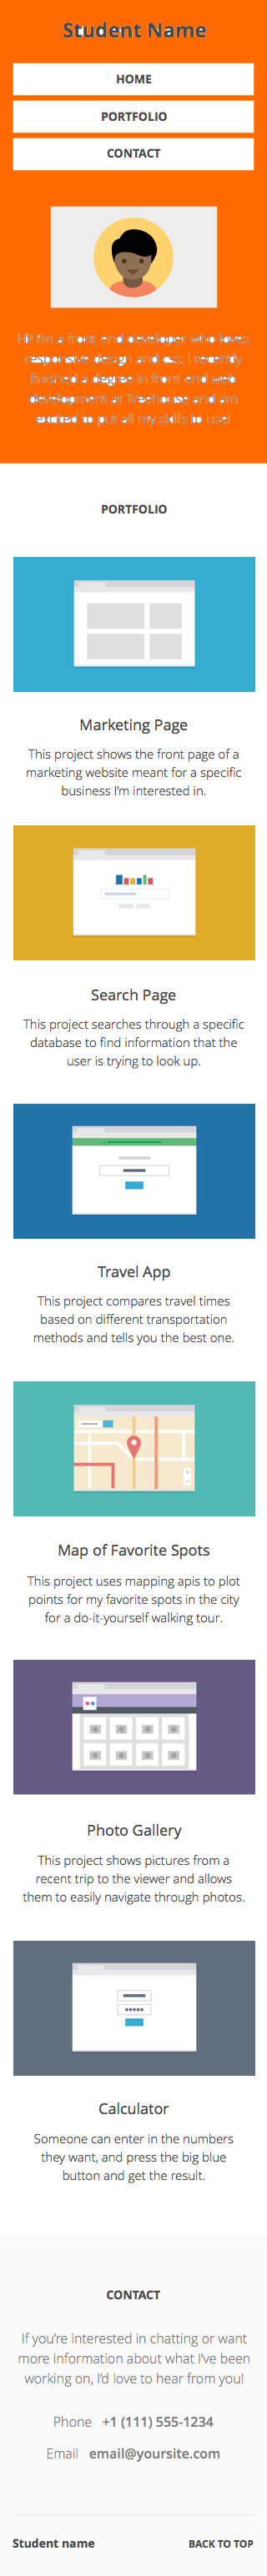 Student Name
HOME
PORTFOLIO
CONTACT
Hi! I'm a front end developer who loves
responsive design and css. I recently
finished a degree in front end web
development at Treehouse and am
excited to put all my skills to use!
PORTFOLIO
Marketing Page
This project shows the front page of a
marketing website meant for a specific
business I'm interested in.
Search Page
This project searches through a specific
database to find information that the
user is trying to look up.
Travel App
This project compares travel times
based on different transportation
methods and tells you the best one.
Map of Favorite Spots
This project uses mapping apis to plot
points for my favorite spots in the city
for a do-it-yourself walking tour.
Photo Gallery
This project shows pictures from a
recent trip to the viewer and allows
them to easily navigate through photos.
Calculator
Someone can enter in the numbers
they want, and press the big blue
button and get the result.
CONTACT
If you're interested in chatting or want
more information about what I've been
working on, I'd love to hear from you!
Phone +1 (111) 555-1234
Email email@yoursite.com
Student name BACK TO TOP